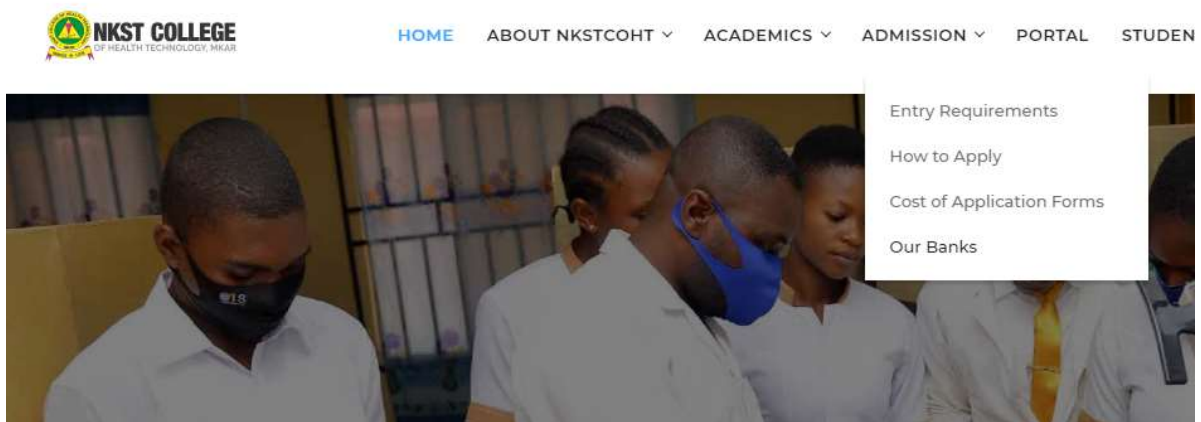 NKST COLLEGE
OF HEALTH TECHNOLOGY, MKAR
HOME ABOUT NKSTCOHT ACADEMICS ADMISSION PORTAL STUDEN
Entry Requirements
How to Apply
Cost of Application Forms
Our Banks